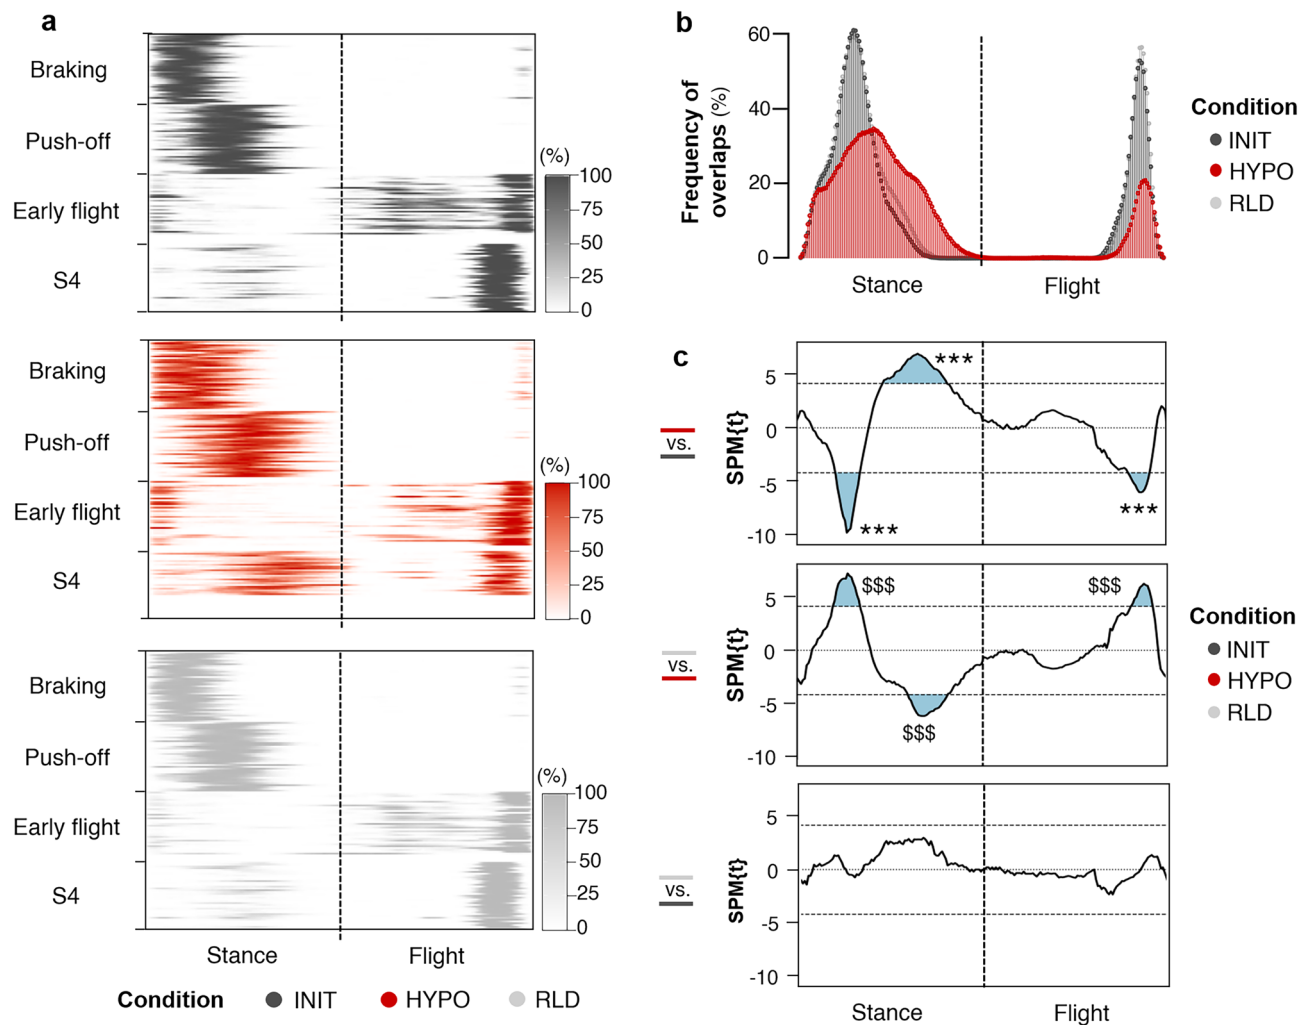 a
Braking
Push-off
Early flight
S4
(%)
100
75
50
25
0
Braking
Push-off
Early flight
S4
(%)
100
75
50
25
0
Braking
Push-off
Early flight
S4
(%)
100
75
50
25
0
Stance
Flight
Condition
INIT
HYPO
RLD
b
Frequency of
overlaps (%)
60
40
20
0
Stance
Flight
Condition
INIT
HYPO
RLD
c
vs.
SPM{t}
5
0
-5
-10
***
***
***
vs.
SPM{t}
5
0
-5
-10
$$$
$$$
$$$
Condition
INIT
HYPO
RLD
vs.
SPM{t}
5
0
-5
-10
Stance
Flight